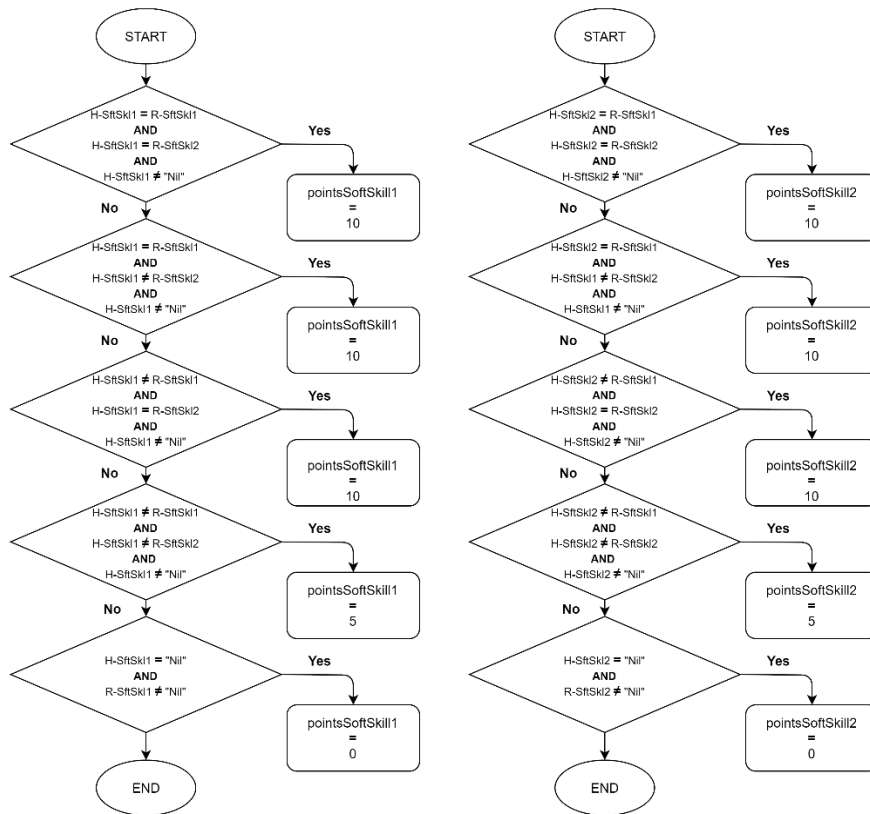 START
H-SftSkl1 = R-SftSkl1
AND
H-SftSkl1 = R-SftSkl2
AND
H-SftSkl1 ≠ "Nil"
Yes
pointsSoftSkill1
=
10
No
H-SftSkl1 = R-SftSkl1
AND
H-SftSkl1 ≠ R-SftSkl2
AND
H-SftSkl1 ≠ "Nil"
Yes
pointsSoftSkill1
=
10
No
H-SftSkl1 ≠ R-SftSkl1
AND
H-SftSkl1 = R-SftSkl2
AND
H-SftSkl1 ≠ "Nil"
Yes
pointsSoftSkill1
=
10
No
H-SftSkl1 ≠ R-SftSkl1
AND
H-SftSkl1 ≠ R-SftSkl2
AND
H-SftSkl1 ≠ "Nil"
Yes
pointsSoftSkill1
=
5
No
H-SftSkl1 = "Nil"
AND
R-SftSkl1 ≠ "Nil"
Yes
pointsSoftSkill1
=
0
END
START
H-SftSkl2 = R-SftSkl1
AND
H-SftSkl2 = R-SftSkl2
AND
H-SftSkl2 ≠ "Nil"
Yes
pointsSoftSkill2
=
10
No
H-SftSkl2 = R-SftSkl1
AND
H-SftSkl1 ≠ R-SftSkl2
AND
H-SftSkl1 ≠ "Nil"
Yes
pointsSoftSkill2
=
10
No
H-SftSkl2 ≠ R-SftSkl1
AND
H-SftSkl2 = R-SftSkl2
AND
H-SftSkl2 ≠ "Nil"
Yes
pointsSoftSkill2
=
10
No
H-SftSkl2 ≠ R-SftSkl1
AND
H-SftSkl2 ≠ R-SftSkl2
AND
H-SftSkl2 ≠ "Nil"
Yes
pointsSoftSkill2
=
5
No
H-SftSkl2 = "Nil"
AND
R-SftSkl2 ≠ "Nil"
Yes
pointsSoftSkill2
=
0
END